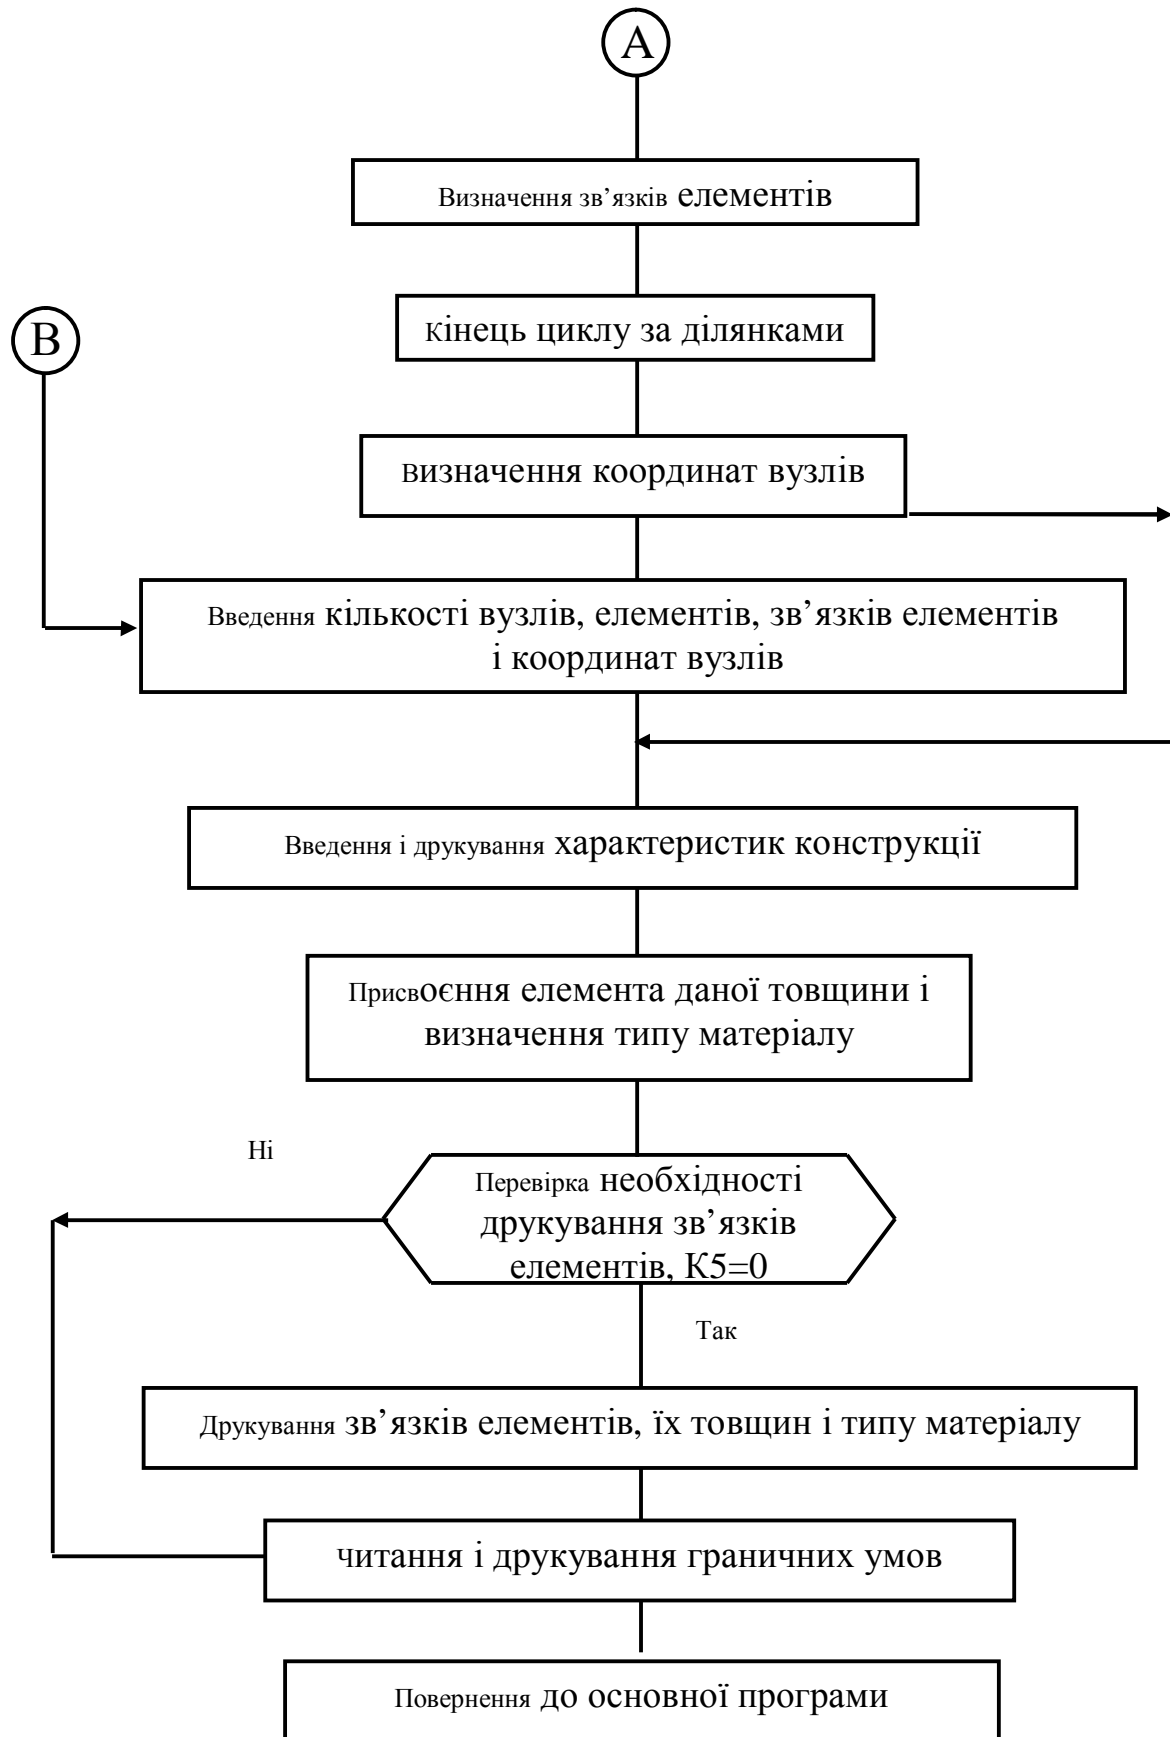 А
Визначення зв’язків елементів
кінець циклу за ділянками
В
визначення координат вузлів
Введення кількості вузлів, елементів, зв’язків елементів
і координат вузлів
Введення і друкування характеристик конструкції
Присвоєння елемента даної товщини і
визначення типу матеріалу
Ні
Перевірка необхідності
друкування зв’язків
елементів, К5=0
Так
Друкування зв’язків елементів, їх товщин і типу матеріалу
читання і друкування граничних умов
Повернення до основної програми